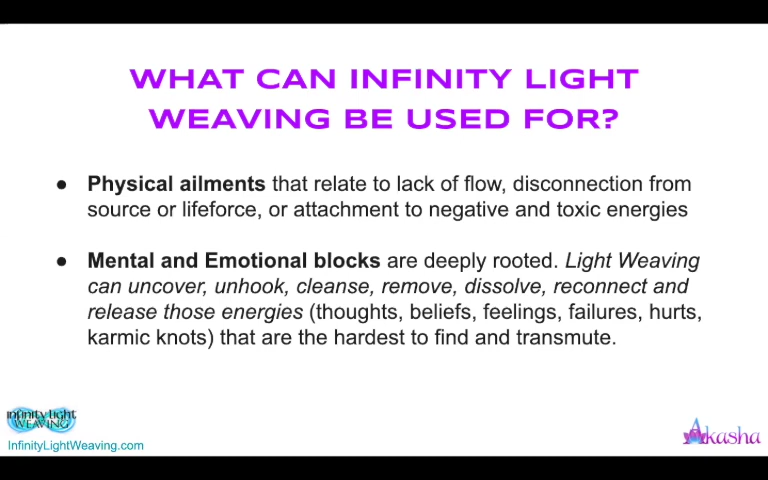 WHAT CAN INFINITY LIGHT
WEAVING BE USED FOR?
● Physical ailments that relate to lack of flow, disconnection from
source or lifeforce, or attachment to negative and toxic energies
● Mental and Emotional blocks are deeply rooted. Light Weaving
can uncover, unhook, cleanse, remove, dissolve, reconnect and
release those energies (thoughts, beliefs, feelings, failures, hurts,
karmic knots) that are the hardest to find and transmute.
infinity light
WEAVING
InfinityLightWeaving.com
Akasha